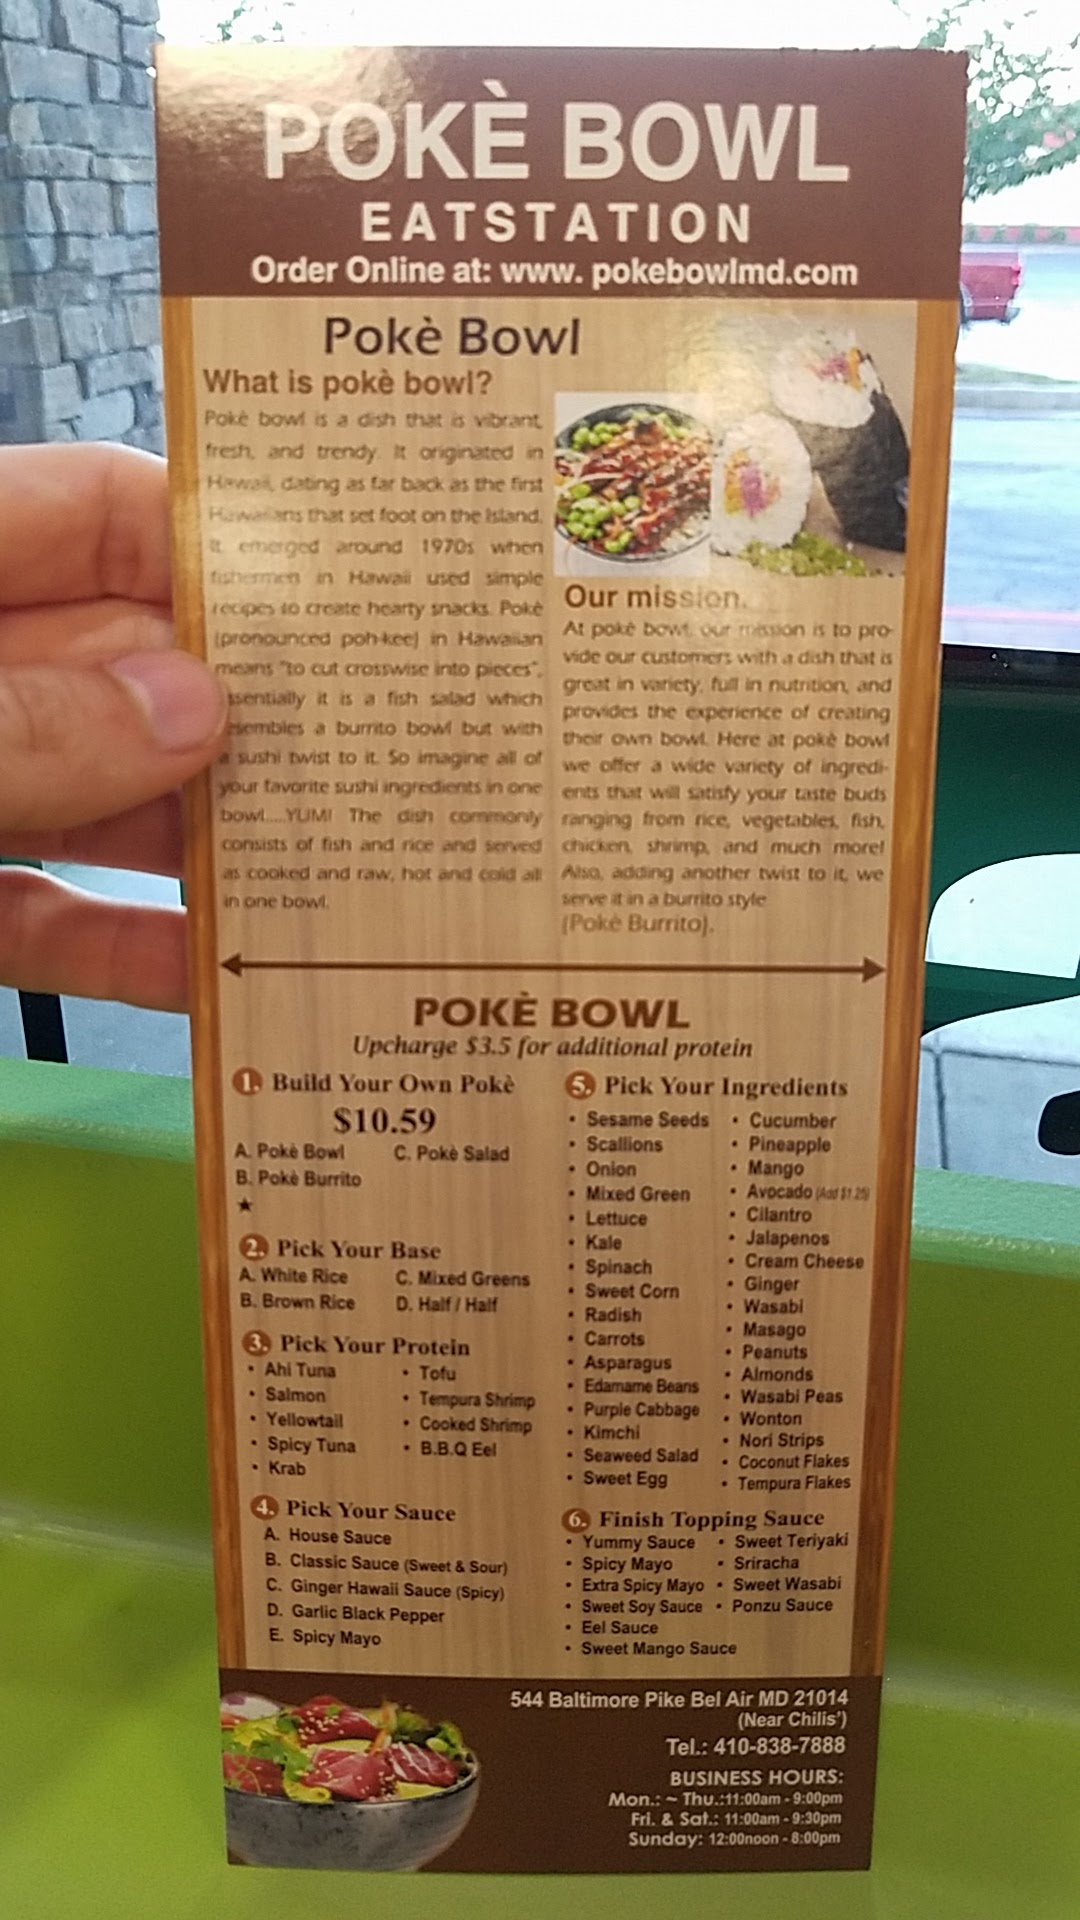 POKÈ BOWL
EATSTATION
Order Online at: www. pokebowlmd.com
Pokè Bowl
What is pokè bowl?
Pokè bowl is a dish that is vibrant,
fresh, and trendy. It originated in
Hawaii, dating as far back as the first
Hawaiians that set foot on the Island.
It emerged around 1970s when
fishermen in Hawaii used simple
recipes to create hearty snacks. Pokè
(pronounced poh-kee) in Hawaiian
means "to cut crosswise into pieces",
ssentially it is a fish salad which
esembles a burrito bowl but with
a sushi twist to it. So imagine all of
your favorite sushi ingredients in one
bowl....YUM! The dish commonly
consists of fish and rice and served
as cooked and raw, hot and cold all
in one bowl.
Our mission.
At pokè bowl, our mission is to pro-
vide our customers with a dish that is
great in variety, full in nutrition, and
provides the experience of creating
their own bowl. Here at pokè bowl
we offer a wide variety of ingredi-
ents that will satisfy your taste buds
ranging from rice, vegetables, fish,
chicken, shrimp, and much more!
Also, adding another twist to it, we
serve it in a burrito style
(Pokè Burrito).
POKÈ BOWL
Upcharge $3.5 for additional protein
1. Build Your Own Pokè
$10.59
A. Pokè Bowl C. Pokè Salad
B. Pokè Burrito
★
2. Pick Your Base
A. White Rice C. Mixed Greens
B. Brown Rice D. Half / Half
3. Pick Your Protein
• Ahi Tuna • Tofu
• Salmon • Tempura Shrimp
• Yellowtail • Cooked Shrimp
• Spicy Tuna • B.B.Q Eel
• Krab
4. Pick Your Sauce
A. House Sauce
B. Classic Sauce (Sweet & Sour)
C. Ginger Hawaii Sauce (Spicy)
D. Garlic Black Pepper
E. Spicy Mayo
5. Pick Your Ingredients
• Sesame Seeds • Cucumber
• Scallions • Pineapple
• Onion • Mango
• Mixed Green • Avocado (Add $1.25)
• Lettuce • Cilantro
• Kale • Jalapenos
• Spinach • Cream Cheese
• Sweet Corn • Ginger
• Radish • Wasabi
• Carrots • Masago
• Asparagus • Peanuts
• Edamame Beans • Almonds
• Purple Cabbage • Wasabi Peas
• Kimchi • Wonton
• Seaweed Salad • Nori Strips
• Sweet Egg • Coconut Flakes
• Tempura Flakes
6. Finish Topping Sauce
• Yummy Sauce • Sweet Teriyaki
• Spicy Mayo • Sriracha
• Extra Spicy Mayo • Sweet Wasabi
• Sweet Soy Sauce • Ponzu Sauce
• Eel Sauce
• Sweet Mango Sauce
544 Baltimore Pike Bel Air MD 21014
(Near Chilis')
Tel.: 410-838-7888
BUSINESS HOURS:
Mon.: ~ Thu.:11:00am - 9:00pm
Fri. & Sat.: 11:00am - 9:30pm
Sunday: 12:00noon - 8:00pm